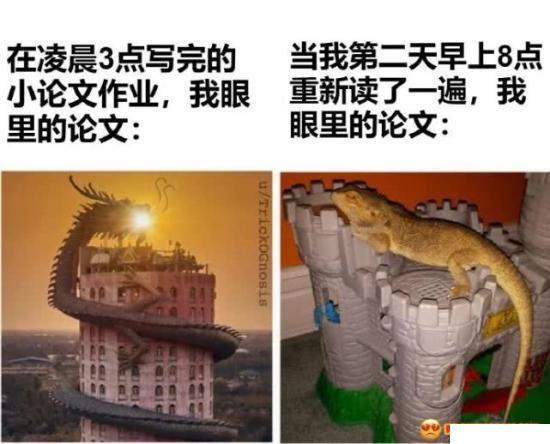 在凌晨3点写完的
小论文作业，我眼
里的论文：
当我第二天早上8点
重新读了一遍，我
眼里的论文：
u/Trick0Gnosis